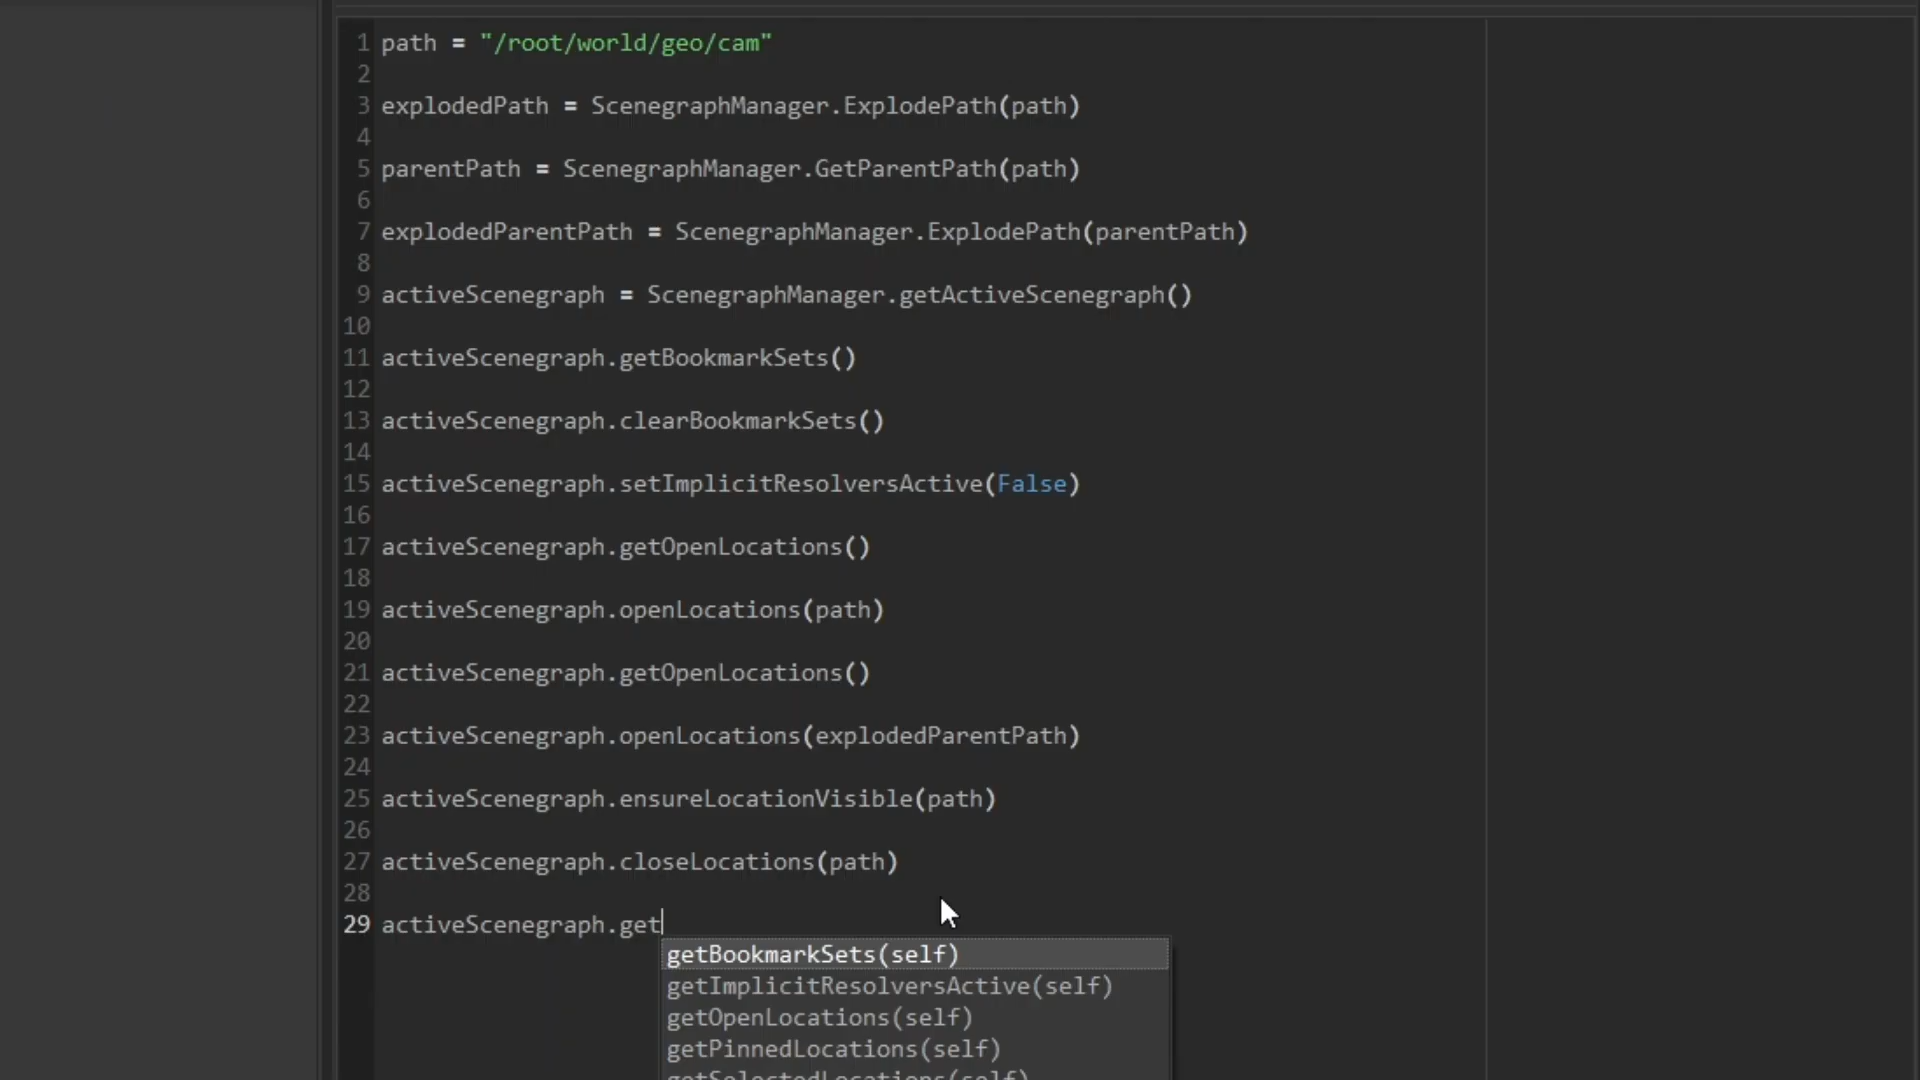 1 path = "/root/world/geo/cam"
2
3 explodedPath = ScenegraphManager.ExplodePath(path)
4
5 parentPath = ScenegraphManager.GetParentPath(path)
6
7 explodedParentPath = ScenegraphManager.ExplodePath(parentPath)
8
9 activeScenegraph = ScenegraphManager.getActiveScenegraph()
10
11 activeScenegraph.getBookmarkSets()
12
13 activeScenegraph.clearBookmarkSets()
14
15 activeScenegraph.setImplicitResolversActive(False)
16
17 activeScenegraph.getOpenLocations()
18
19 activeScenegraph.openLocations(path)
20
21 activeScenegraph.getOpenLocations()
22
23 activeScenegraph.openLocations(explodedParentPath)
24
25 activeScenegraph.ensureLocationVisible(path)
26
27 activeScenegraph.closeLocations(path)
28
29 activeScenegraph.get
getBookmarkSets(self)
getImplicitResolversActive(self)
getOpenLocations(self)
getPinnedLocations(self)
getSelectedLocations(self)